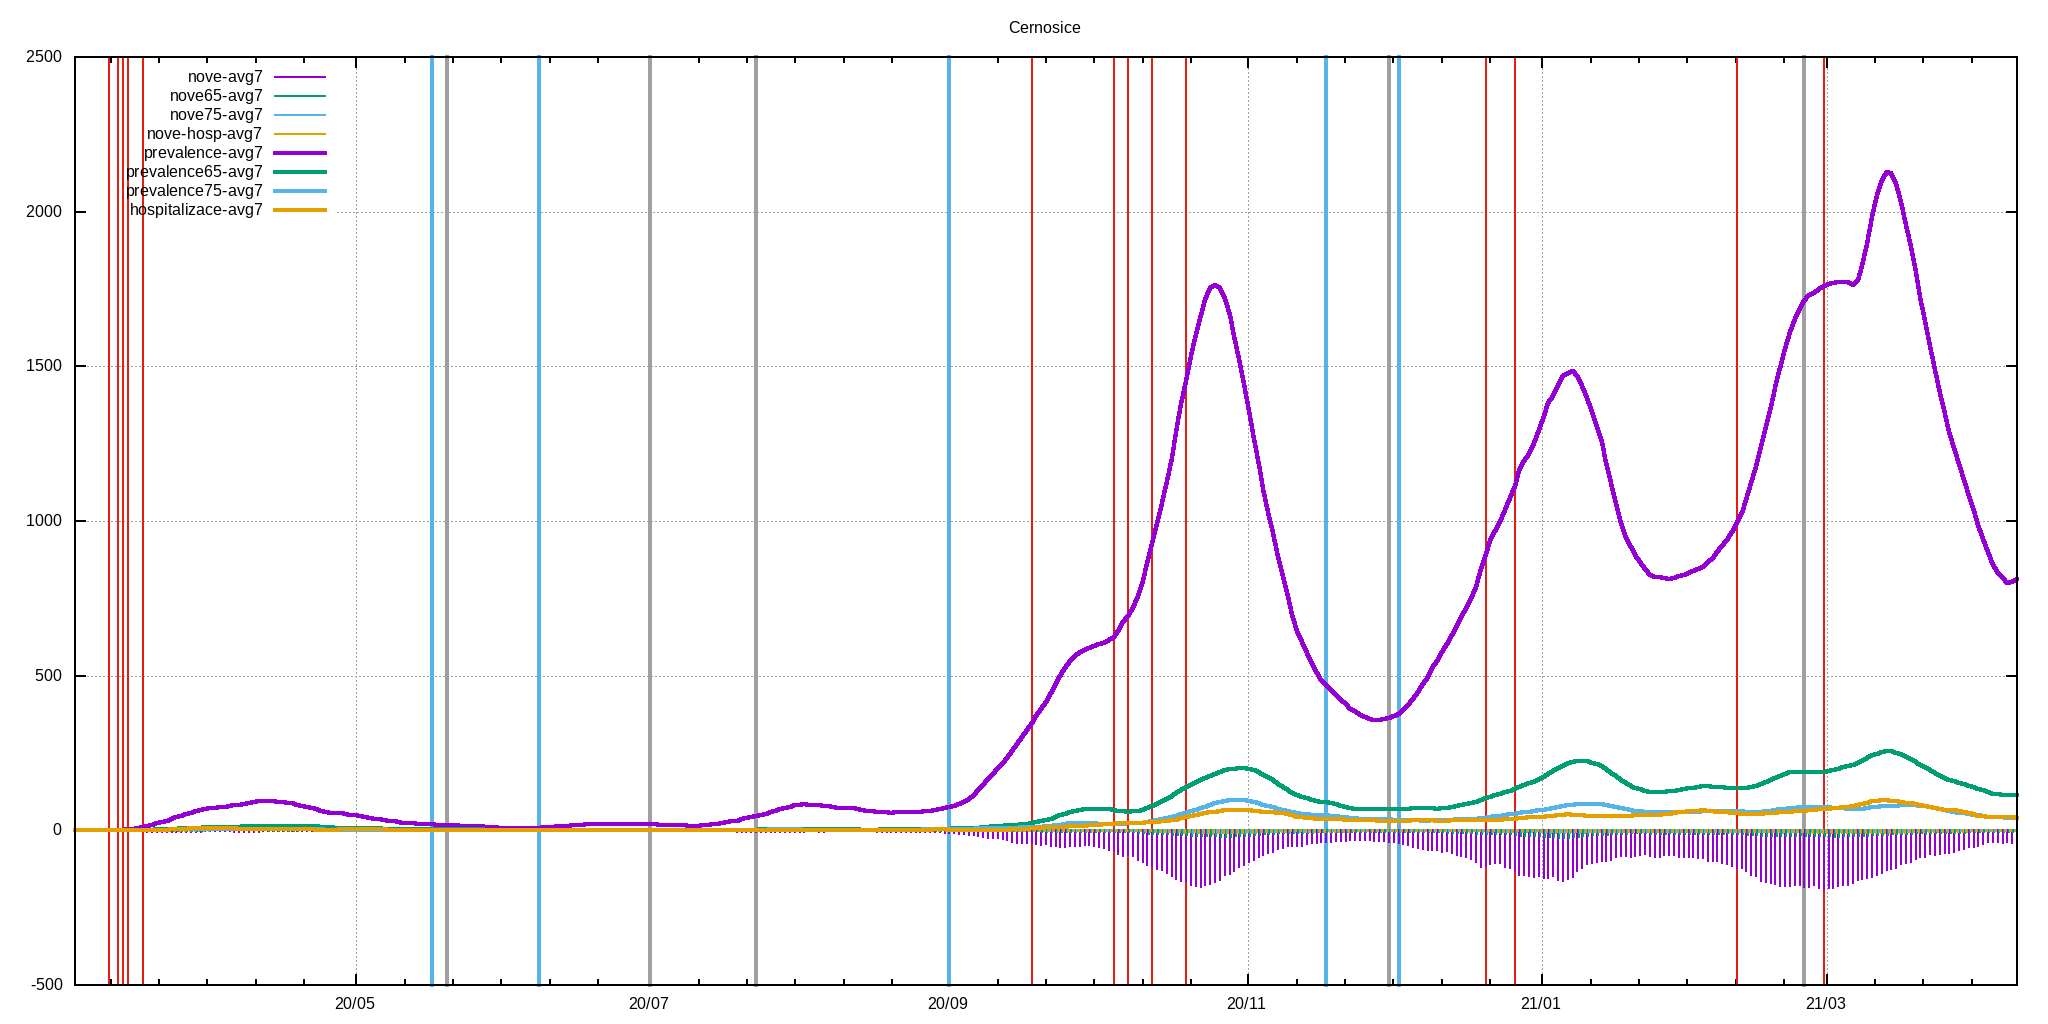 Cernosice
2500
2000
1500
1000
500
0
-500
nove-avg7
nove65-avg7
nove75-avg7
nove-hosp-avg7
prevalence-avg7
prevalence65-avg7
prevalence75-avg7
hospitalizace-avg7
20/05 20/07 20/09 20/11 21/01 21/03